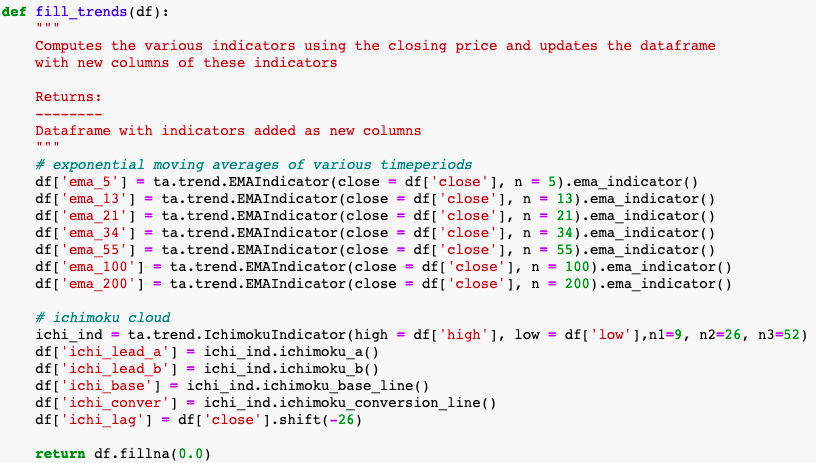 def fill_trends(df):
    """
    Computes the various indicators using the closing price and updates the dataframe
    with new columns of these indicators

    Returns:
    --------
    Dataframe with indicators added as new columns
    """
    # exponential moving averages of various timeperiods
    df['ema_5'] = ta.trend.EMAIndicator(close = df['close'], n = 5).ema_indicator()
    df['ema_13'] = ta.trend.EMAIndicator(close = df['close'], n = 13).ema_indicator()
    df['ema_21'] = ta.trend.EMAIndicator(close = df['close'], n = 21).ema_indicator()
    df['ema_34'] = ta.trend.EMAIndicator(close = df['close'], n = 34).ema_indicator()
    df['ema_55'] = ta.trend.EMAIndicator(close = df['close'], n = 55).ema_indicator()
    df['ema_100'] = ta.trend.EMAIndicator(close = df['close'], n = 100).ema_indicator()
    df['ema_200'] = ta.trend.EMAIndicator(close = df['close'], n = 200).ema_indicator()

    # ichimoku cloud
    ichi_ind = ta.trend.IchimokuIndicator(high = df['high'], low = df['low'],n1=9, n2=26, n3=52)
    df['ichi_lead_a'] = ichi_ind.ichimoku_a()
    df['ichi_lead_b'] = ichi_ind.ichimoku_b()
    df['ichi_base'] = ichi_ind.ichimoku_base_line()
    df['ichi_conver'] = ichi_ind.ichimoku_conversion_line()
    df['ichi_lag'] = df['close'].shift(-26)

    return df.fillna(0.0)